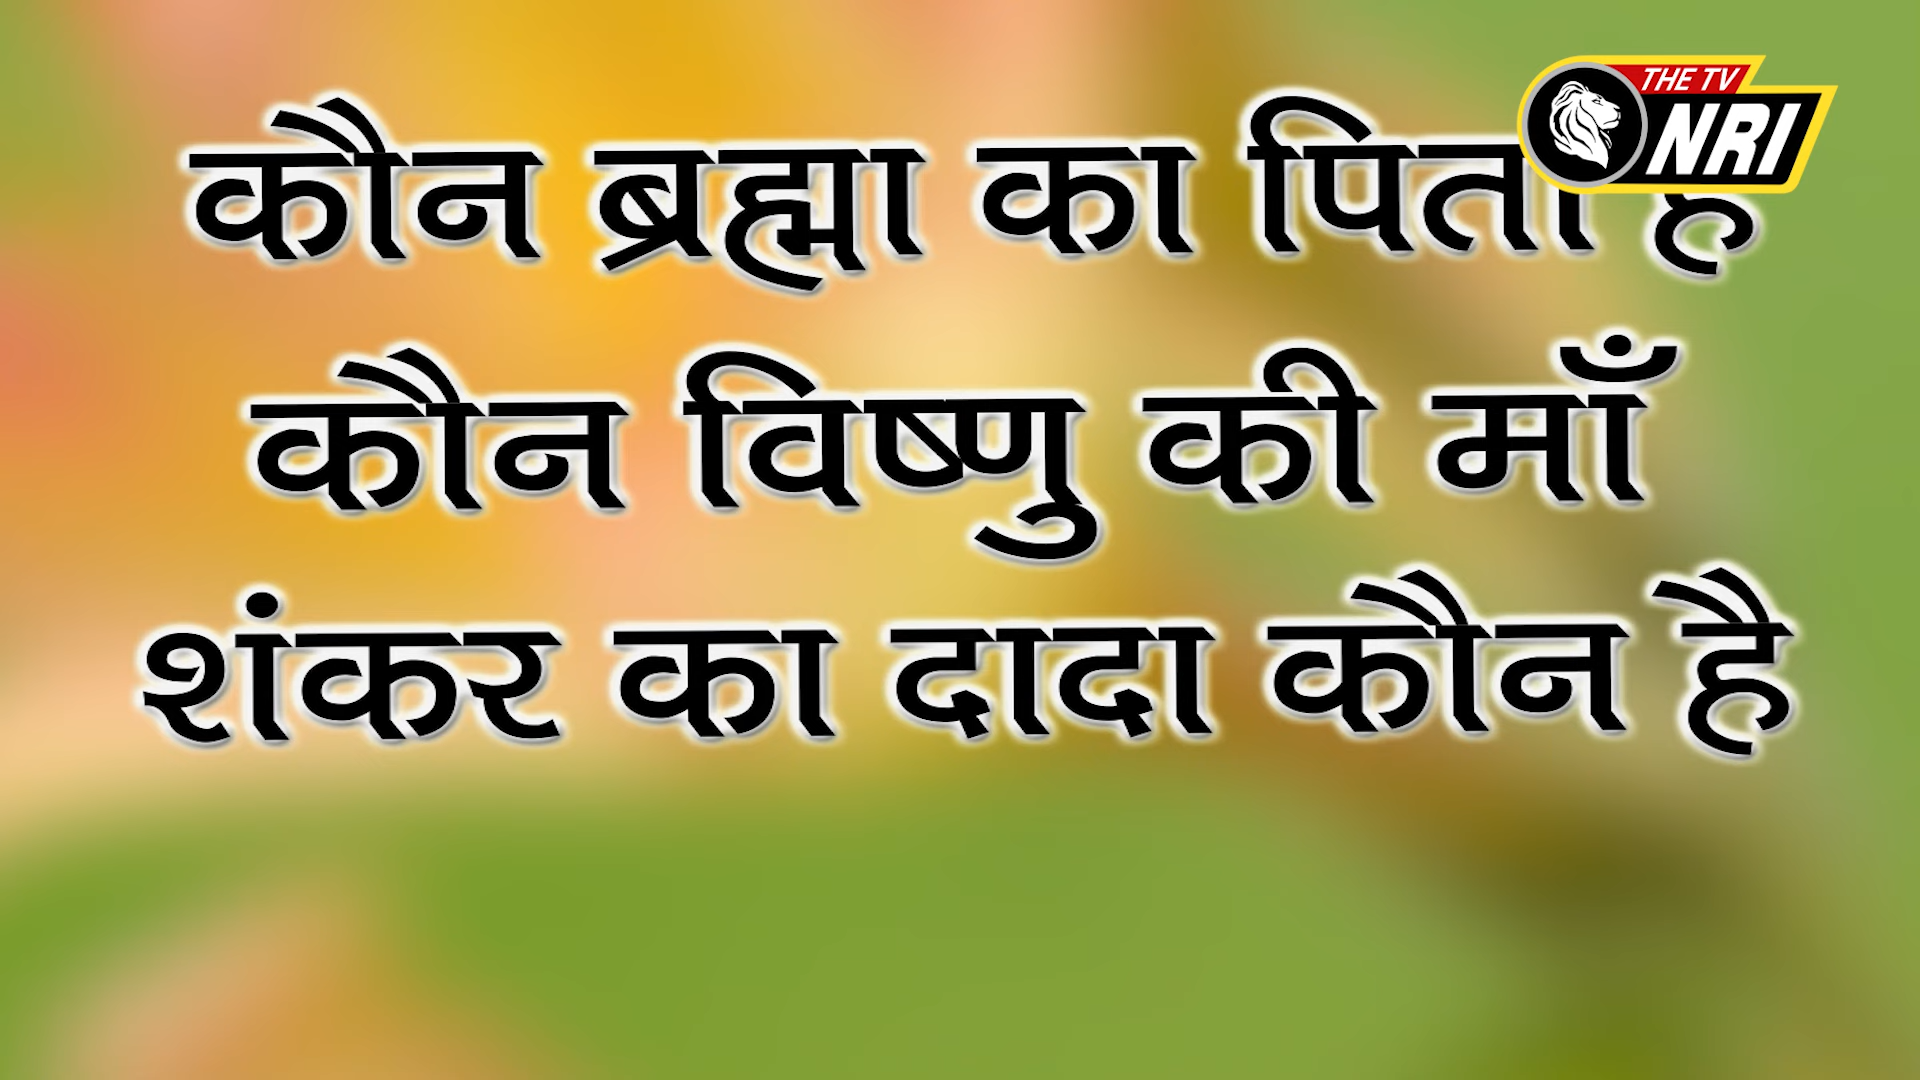 THE TV
NRI
कौन ब्रह्मा का पिता है
कौन विष्णु की माँ
शंकर का दादा कौन है